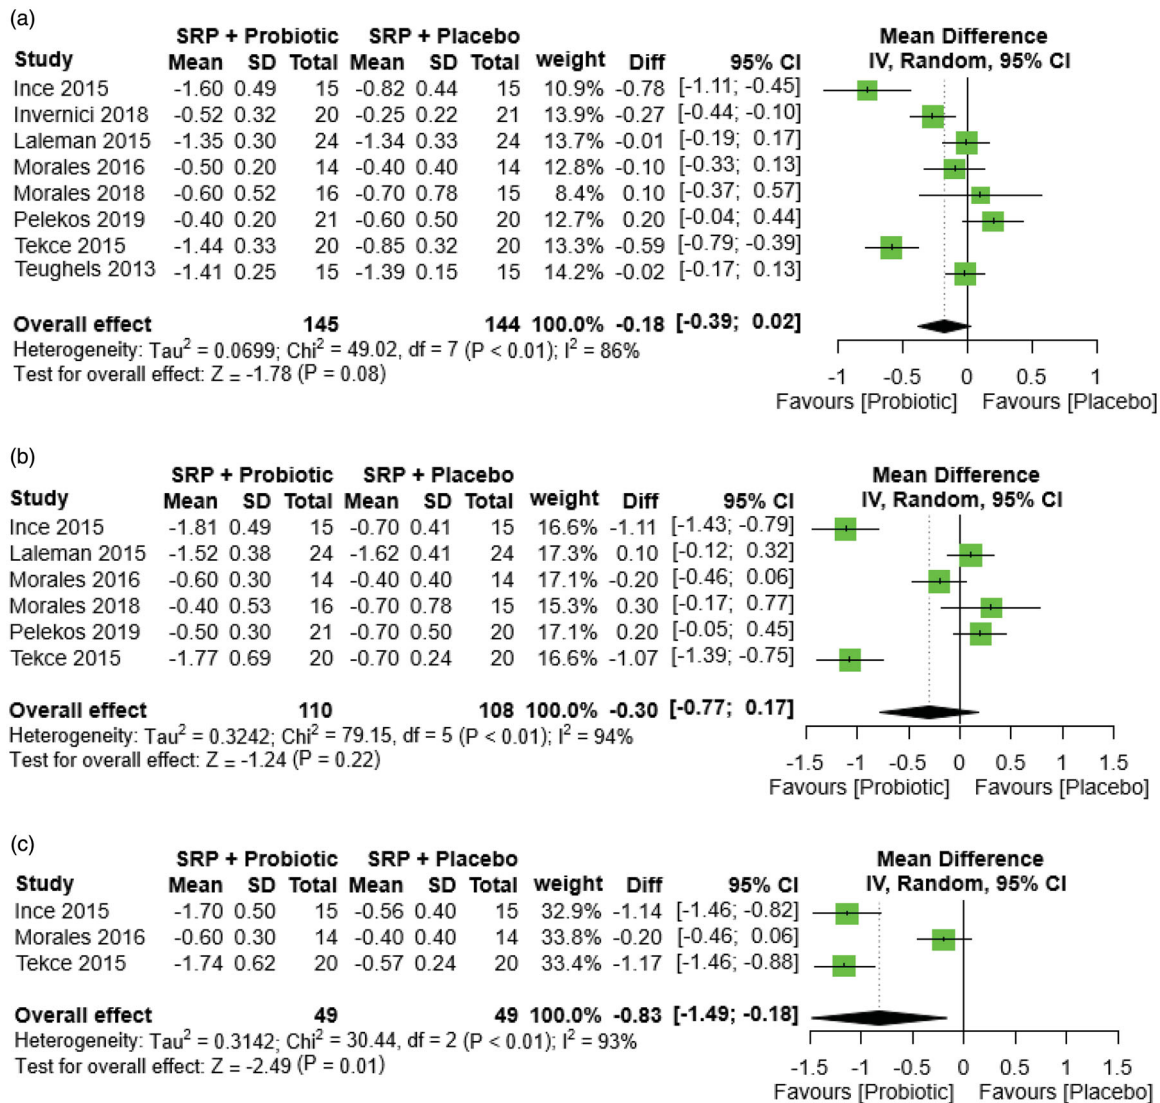 (a)
SRP + Probiotic SRP + Placebo Mean Difference
Study Mean SD Total Mean SD Total weight Diff 95% CI IV, Random, 95% CI
Ince 2015 -1.60 0.49 15 -0.82 0.44 15 10.9% -0.78 [-1.11; -0.45]
Invernici 2018 -0.52 0.32 20 -0.25 0.22 21 13.9% -0.27 [-0.44; -0.10]
Laleman 2015 -1.35 0.30 24 -1.34 0.33 24 13.7% -0.01 [-0.19; 0.17]
Morales 2016 -0.50 0.20 14 -0.40 0.40 14 12.8% -0.10 [-0.33; 0.13]
Morales 2018 -0.60 0.52 16 -0.70 0.78 15 8.4% 0.10 [-0.37; 0.57]
Pelekos 2019 -0.40 0.20 21 -0.60 0.50 20 12.7% 0.20 [-0.04; 0.44]
Tekce 2015 -1.44 0.33 20 -0.85 0.32 20 13.3% -0.59 [-0.79; -0.39]
Teughels 2013 -1.41 0.25 15 -1.39 0.15 15 14.2% -0.02 [-0.17; 0.13]
Overall effect 145 144 100.0% -0.18 [-0.39; 0.02]
Heterogeneity: Tau² = 0.0699; Chi² = 49.02, df = 7 (P < 0.01); I² = 86%
Test for overall effect: Z = -1.78 (P = 0.08)
-1 -0.5 0 0.5 1
Favours [Probiotic] Favours [Placebo]
(b)
SRP + Probiotic SRP + Placebo Mean Difference
Study Mean SD Total Mean SD Total weight Diff 95% CI IV, Random, 95% CI
Ince 2015 -1.81 0.49 15 -0.70 0.41 15 16.6% -1.11 [-1.43; -0.79]
Laleman 2015 -1.52 0.38 24 -1.62 0.41 24 17.3% 0.10 [-0.12; 0.32]
Morales 2016 -0.60 0.30 14 -0.40 0.40 14 17.1% -0.20 [-0.46; 0.06]
Morales 2018 -0.40 0.53 16 -0.70 0.78 15 15.3% 0.30 [-0.17; 0.77]
Pelekos 2019 -0.50 0.30 21 -0.70 0.50 20 17.1% 0.20 [-0.05; 0.45]
Tekce 2015 -1.77 0.69 20 -0.70 0.24 20 16.6% -1.07 [-1.39; -0.75]
Overall effect 110 108 100.0% -0.30 [-0.77; 0.17]
Heterogeneity: Tau² = 0.3242; Chi² = 79.15, df = 5 (P < 0.01); I² = 94%
Test for overall effect: Z = -1.24 (P = 0.22)
-1.5 -1 -0.5 0 0.5 1 1.5
Favours [Probiotic] Favours [Placebo]
(c)
SRP + Probiotic SRP + Placebo Mean Difference
Study Mean SD Total Mean SD Total weight Diff 95% CI IV, Random, 95% CI
Ince 2015 -1.70 0.50 15 -0.56 0.40 15 32.9% -1.14 [-1.46; -0.82]
Morales 2016 -0.60 0.30 14 -0.40 0.40 14 33.8% -0.20 [-0.46; 0.06]
Tekce 2015 -1.74 0.62 20 -0.57 0.24 20 33.4% -1.17 [-1.46; -0.88]
Overall effect 49 49 100.0% -0.83 [-1.49; -0.18]
Heterogeneity: Tau² = 0.3142; Chi² = 30.44, df = 2 (P < 0.01); I² = 93%
Test for overall effect: Z = -2.49 (P = 0.01)
-1.5 -1 -0.5 0 0.5 1 1.5
Favours [Probiotic] Favours [Placebo]